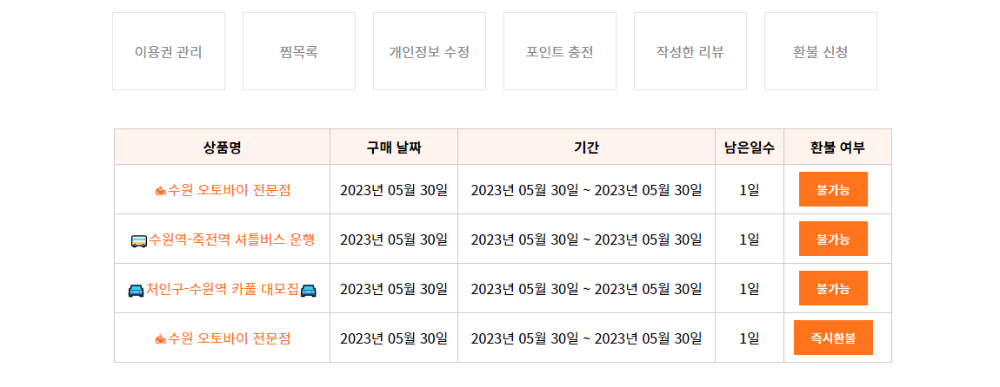 이용권 관리 찜목록 개인정보 수정 포인트 충전 작성한 리뷰 환불 신청
상품명 구매 날짜 기간 남은일수 환불 여부
🏍수원 오토바이 전문점 2023년 05월 30일 2023년 05월 30일 ~ 2023년 05월 30일 1일 불가능
🚌수원역-죽전역 셔틀버스 운행 2023년 05월 30일 2023년 05월 30일 ~ 2023년 05월 30일 1일 불가능
🚘처인구-수원역 카풀 대모집🚘 2023년 05월 30일 2023년 05월 30일 ~ 2023년 05월 30일 1일 불가능
🏍수원 오토바이 전문점 2023년 05월 30일 2023년 05월 30일 ~ 2023년 05월 30일 1일 즉시환불